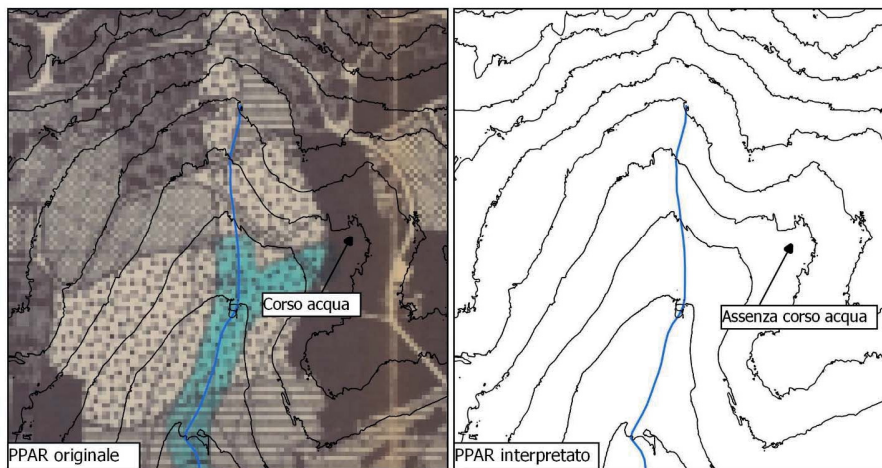 Corso acqua
Assenza corso acqua
PPAR originale
PPAR interpretato